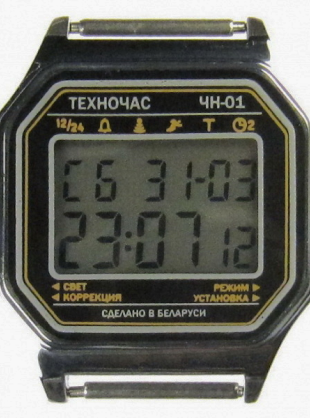 ТЕХНОЧАС ЧН-01
12/24 T 2
СБ 31-03
23:07 12
СВЕТ РЕЖИМ
КОРРЕКЦИЯ УСТАНОВКА
СДЕЛАНО В БЕЛАРУСИ